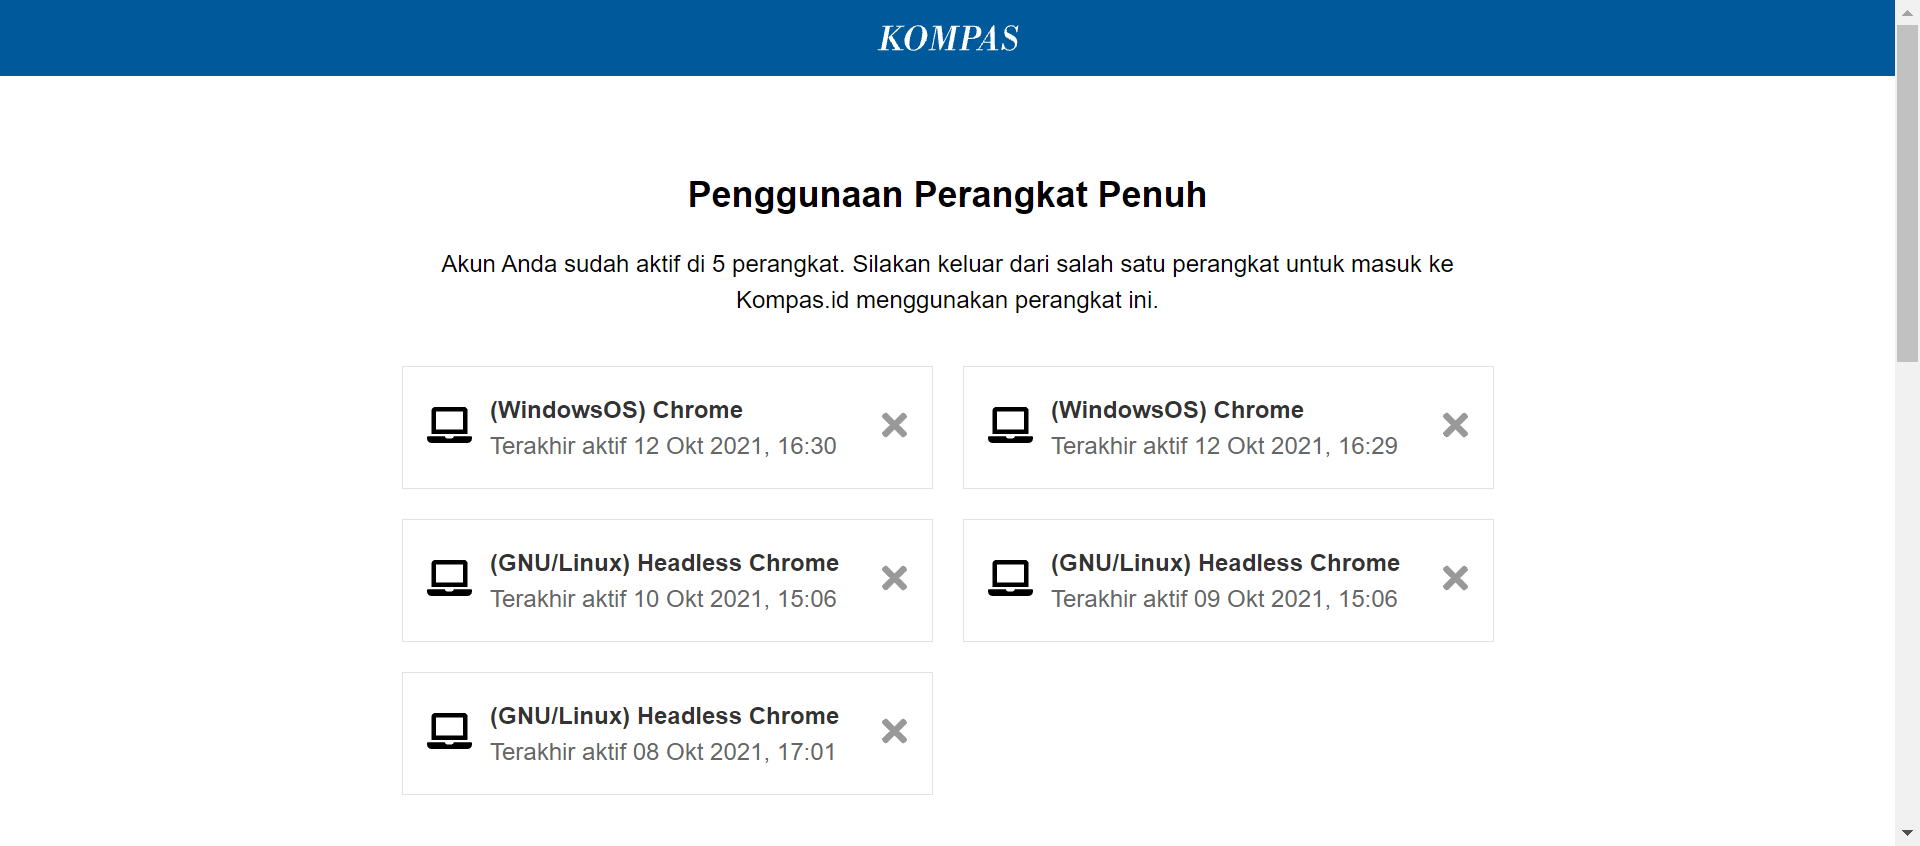 KOMPAS
Penggunaan Perangkat Penuh
Akun Anda sudah aktif di 5 perangkat. Silakan keluar dari salah satu perangkat untuk masuk ke
Kompas.id menggunakan perangkat ini.
(WindowsOS) Chrome
Terakhir aktif 12 Okt 2021, 16:30
(WindowsOS) Chrome
Terakhir aktif 12 Okt 2021, 16:29
(GNU/Linux) Headless Chrome
Terakhir aktif 10 Okt 2021, 15:06
(GNU/Linux) Headless Chrome
Terakhir aktif 09 Okt 2021, 15:06
(GNU/Linux) Headless Chrome
Terakhir aktif 08 Okt 2021, 17:01